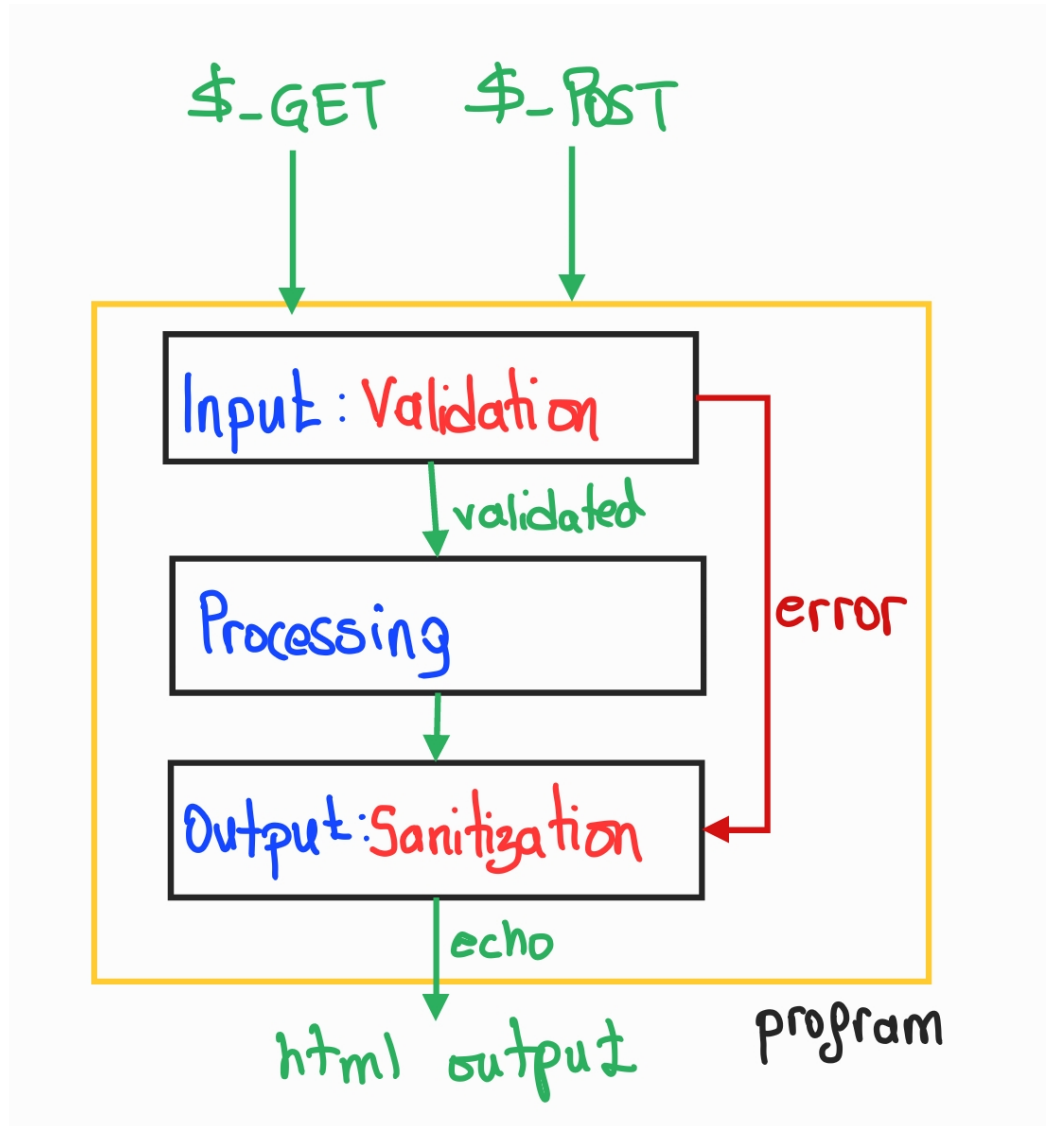 $_GET $_POST
Input: Validation
validated
Processing
error
Output: Sanitization
echo
program
html output